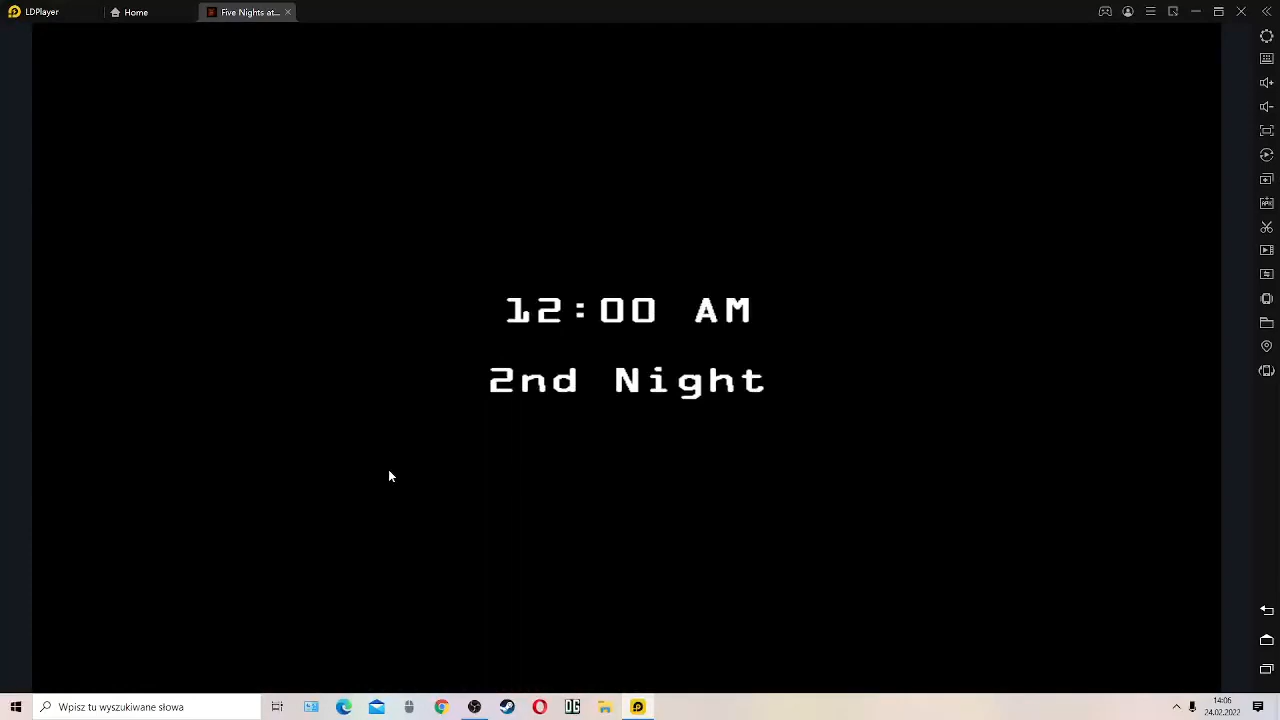 LDPlayer
Home
Five Nights at...
12:00 AM
2nd Night
Wpisz tu wyszukiwane słowa
DG
14:06
24.02.2022